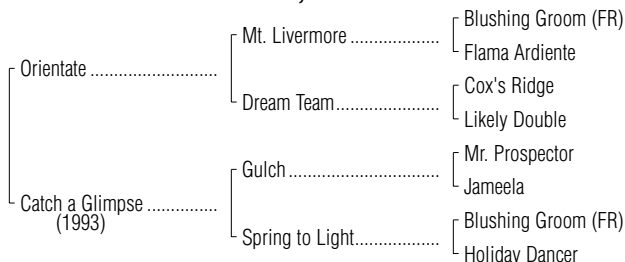 Blushing Groom (FR)
Mt. Livermore ....................
Flama Ardiente
Orientate ............................
Cox's Ridge
Dream Team .......................
Likely Double
Mr. Prospector
Gulch .................................
Jameela
Catch a Glimpse ...............
(1993)
Blushing Groom (FR)
Spring to Light ...................
Holiday Dancer